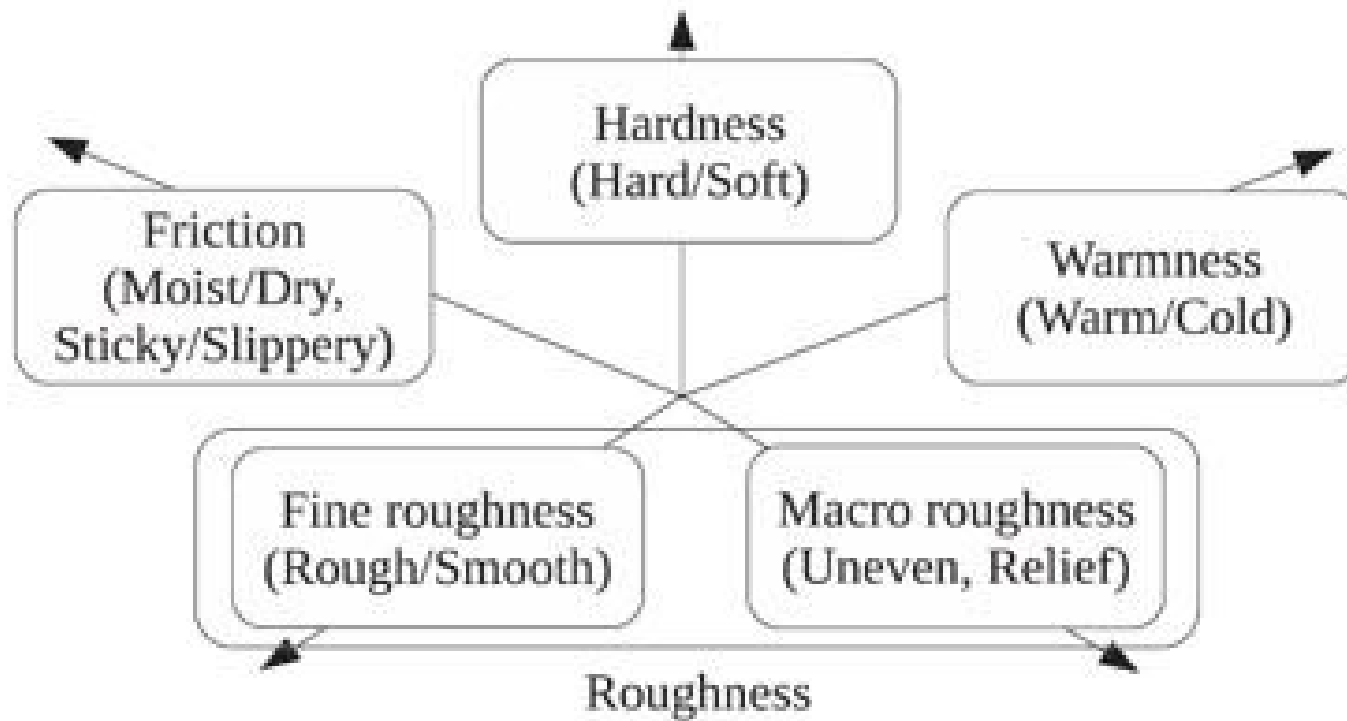 Hardness
(Hard/Soft)
Friction
(Moist/Dry,
Sticky/Slippery)
Warmness
(Warm/Cold)
Fine roughness
(Rough/Smooth)
Macro roughness
(Uneven, Relief)
Roughness